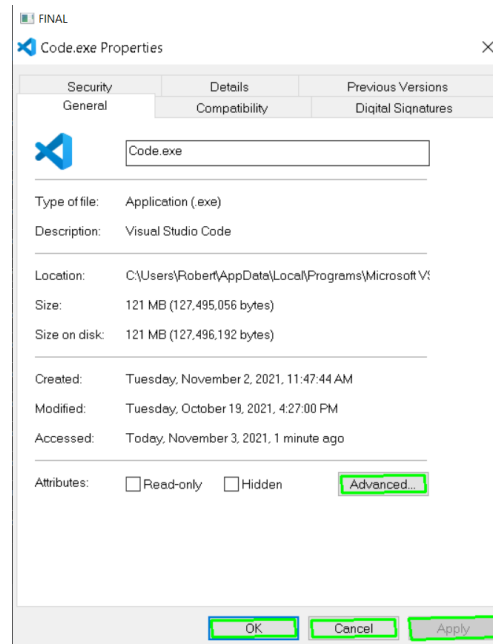 FINAL
Code.exe Properties
Security Details Previous Versions
General Compatibility Digital Signatures
Code.exe
Type of file: Application (.exe)
Description: Visual Studio Code
Location: C:\Users\Robert\AppData\Local\Programs\Microsoft VS
Size: 121 MB (127,495,056 bytes)
Size on disk: 121 MB (127,496,192 bytes)
Created: Tuesday, November 2, 2021, 11:47:44 AM
Modified: Tuesday, October 19, 2021, 4:27:00 PM
Accessed: Today, November 3, 2021, 1 minute ago
Attributes: Read-only Hidden Advanced...
OK Cancel Apply